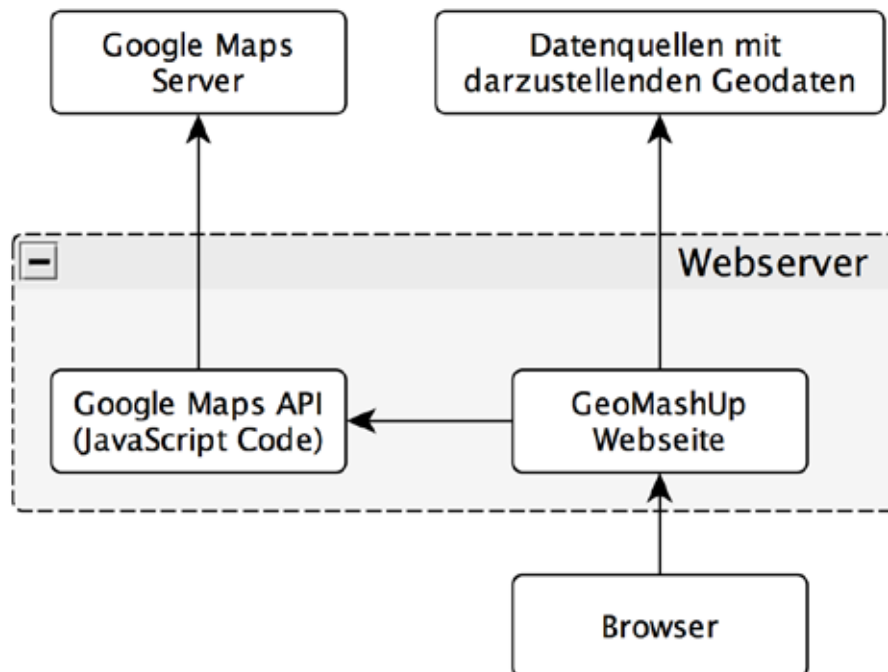 Google Maps
Server
Datenquellen mit
darzustellenden Geodaten
Webserver
Google Maps API
(JavaScript Code)
GeoMashUp
Webseite
Browser